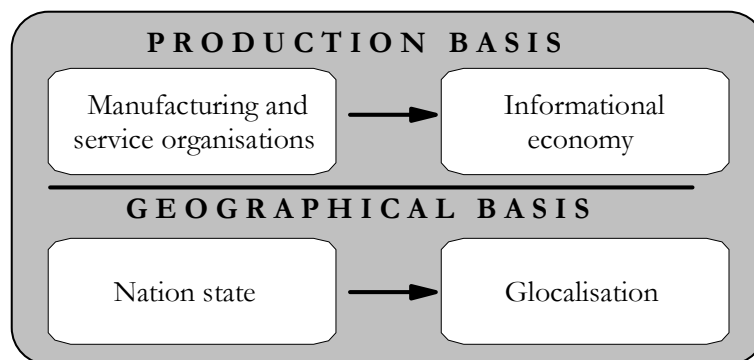 PRODUCTION BASIS
Manufacturing and
service organisations
Informational
economy
GEOGRAPHICAL BASIS
Nation state
Glocalisation